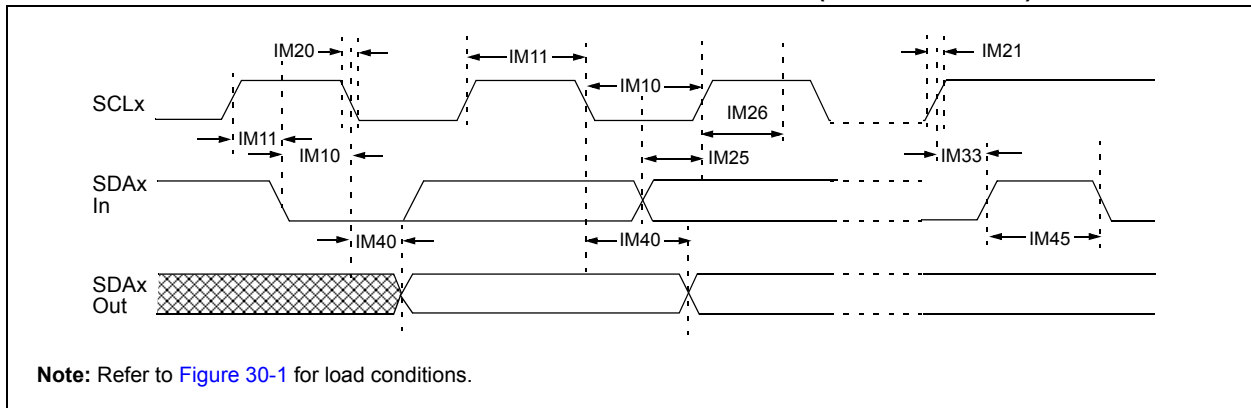 IM20
IM11
IM21
IM10
SCLx
IM26
IM11
IM10
IM25
IM33
SDAx
In
IM40
IM40
IM45
SDAx
Out
Note: Refer to Figure 30-1 for load conditions.